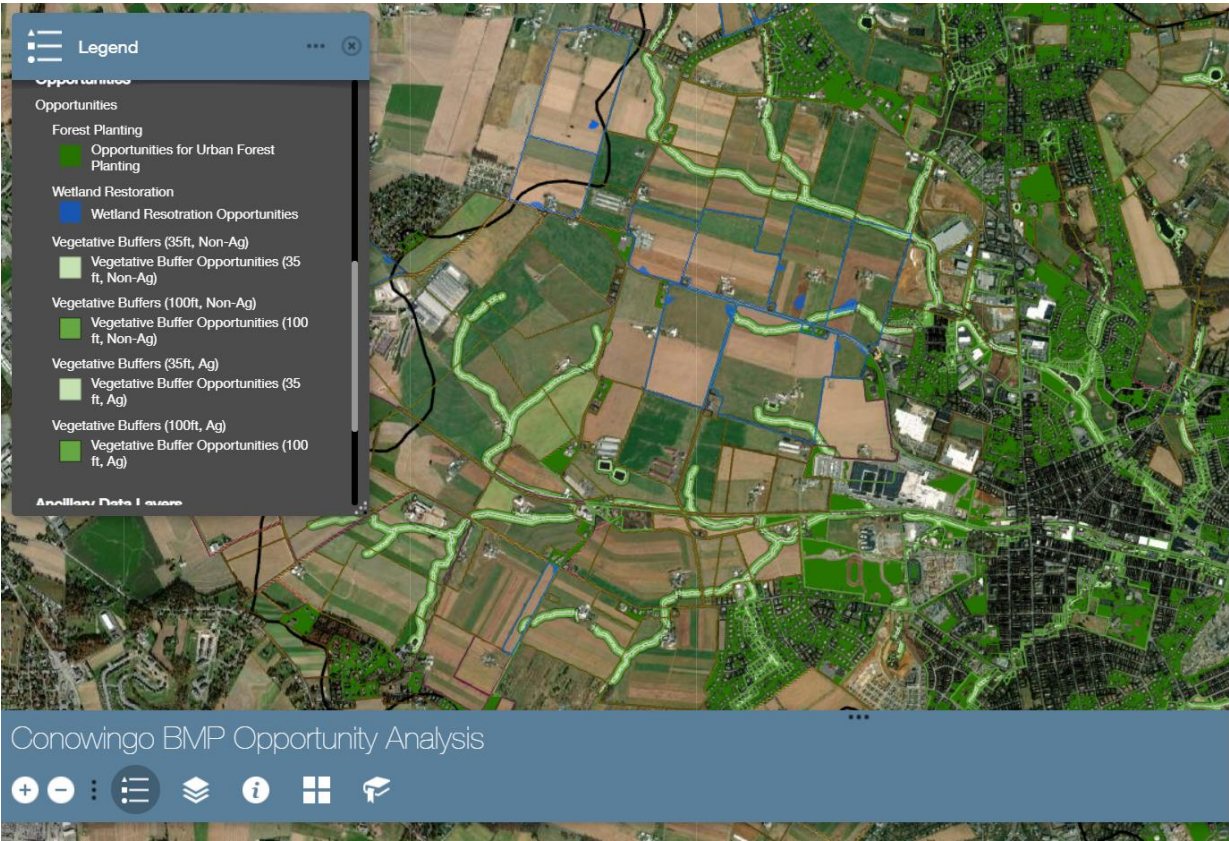 Legend
Opportunities
Opportunities
Forest Planting
Opportunities for Urban Forest
Planting
Wetland Restoration
Wetland Resotration Opportunities
Vegetative Buffers (35ft, Non-Ag)
Vegetative Buffer Opportunities (35
ft, Non-Ag)
Vegetative Buffers (100ft, Non-Ag)
Vegetative Buffer Opportunities (100
ft, Non-Ag)
Vegetative Buffers (35ft, Ag)
Vegetative Buffer Opportunities (35
ft, Ag)
Vegetative Buffers (100ft, Ag)
Vegetative Buffer Opportunities (100
ft, Ag)
Ancillary Data Layers
Conowingo BMP Opportunity Analysis